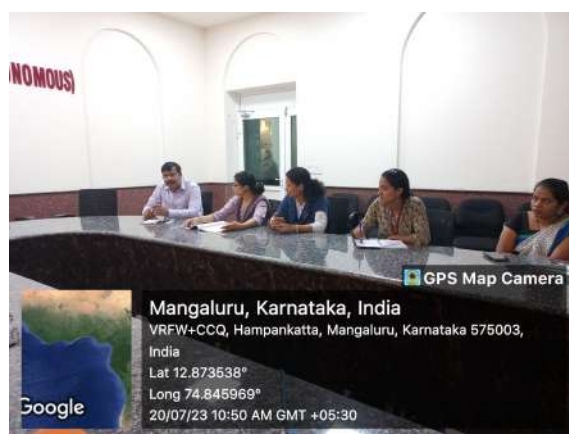 NOMOUS)
GPS Map Camera
Mangaluru, Karnataka, India
VRFW+CCQ, Hampankatta, Mangaluru, Karnataka 575003,
India
Lat 12.873538°
Long 74.845969°
20/07/23 10:50 AM GMT +05:30
Google